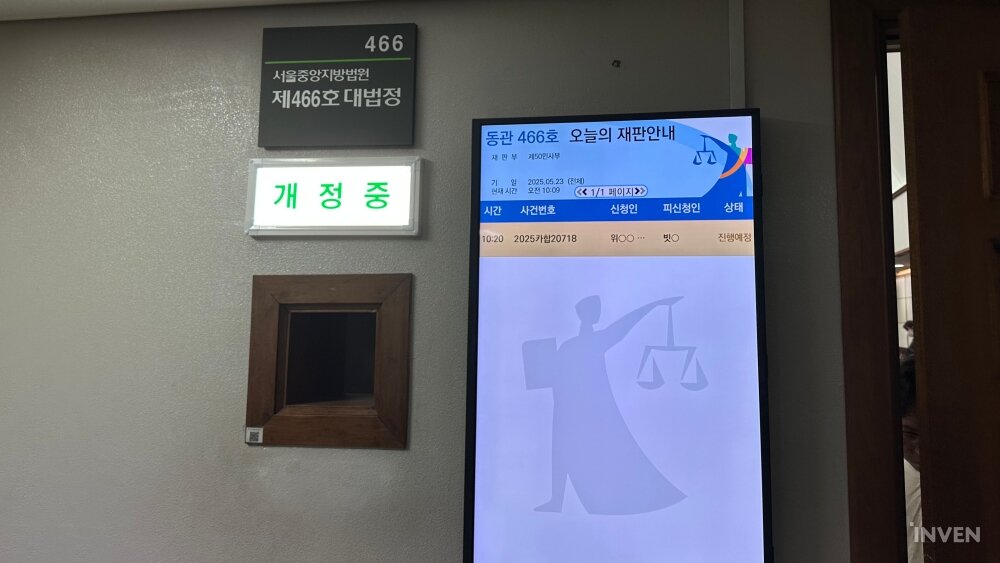 466
서울중앙지방법원
제466호 대법정
개 정 중
동관 466호 오늘의 재판안내
재 판 부 제50민사부
기 일 2025.05.23 (전체)
현재시간 오전 10:09
1/1 페이지
시간 사건번호 신청인 피신청인 상태
10:20 2025카합20718 위○○ ··· 빗○ 진행예정
INVEN